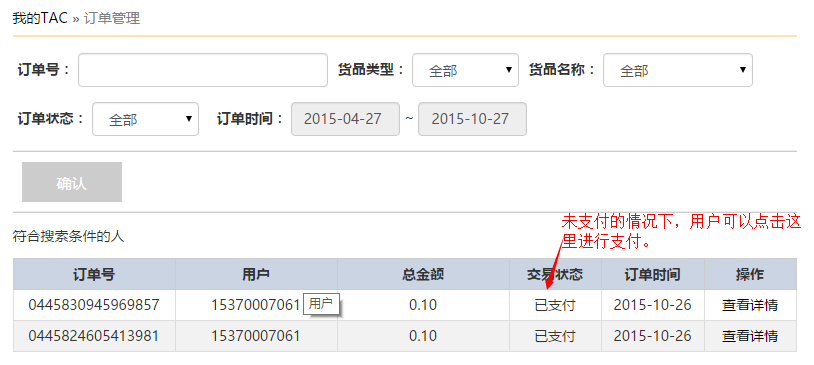 我的TAC » 订单管理
订单号： 货品类型： 全部 货品名称： 全部
订单状态： 全部 订单时间： 2015-04-27 ~ 2015-10-27
确认
未支付的情况下，用户可以点击这
里进行支付。
符合搜索条件的人
订单号 用户 总金额 交易状态 订单时间 操作
0445830945969857 15370007061 0.10 已支付 2015-10-26 查看详情
用户
0445824605413981 15370007061 0.10 已支付 2015-10-26 查看详情